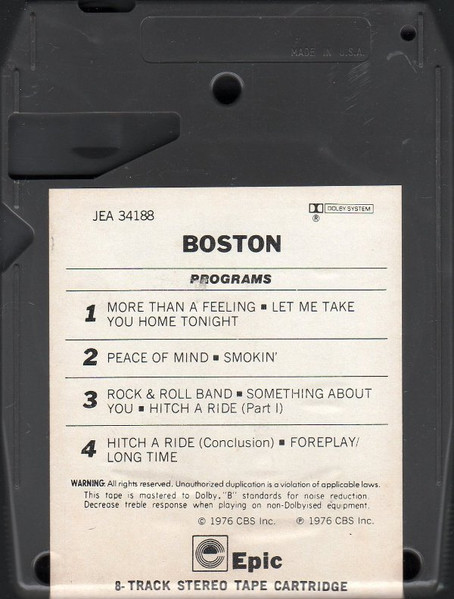 MADE IN U.S.A.
JEA 34188
DOLBY SYSTEM
®
BOSTON
PROGRAMS
1 MORE THAN A FEELING ▪ LET ME TAKE
YOU HOME TONIGHT
2 PEACE OF MIND ▪ SMOKIN'
3 ROCK & ROLL BAND ▪ SOMETHING ABOUT
YOU ▪ HITCH A RIDE (Part I)
4 HITCH A RIDE (Conclusion) ▪ FOREPLAY/
LONG TIME
WARNING: All rights reserved. Unauthorized duplication is a violation of applicable laws.
This tape is mastered to Dolby, "B" standards for noise reduction.
Decrease treble response when playing on non-Dolbyised equipment.
© 1976 CBS Inc. ℗ 1976 CBS Inc.
Epic
8-TRACK STEREO TAPE CARTRIDGE